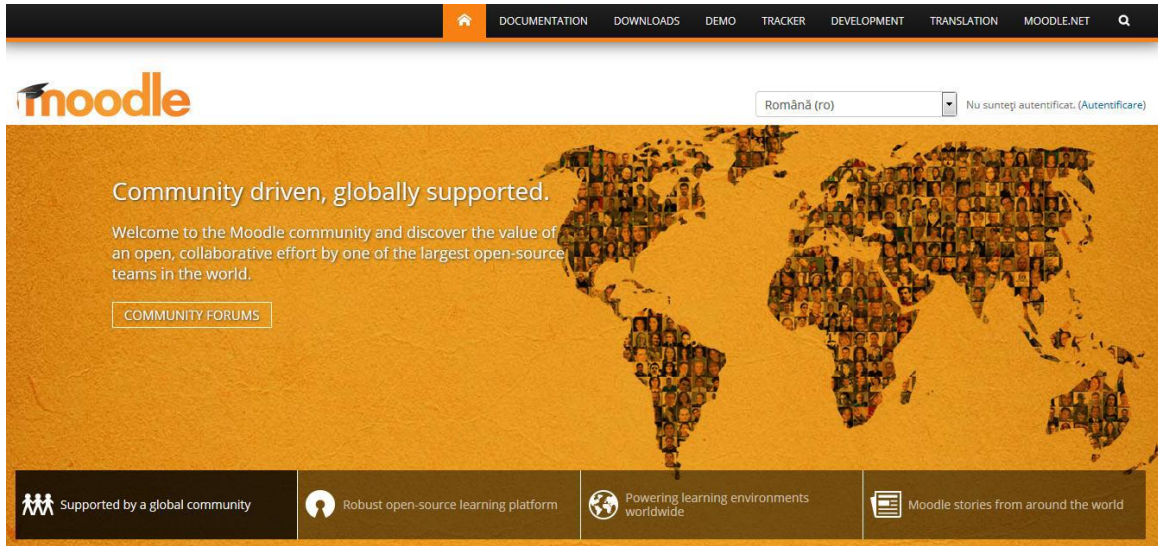 DOCUMENTATION DOWNLOADS DEMO TRACKER DEVELOPMENT TRANSLATION MOODLE.NET
moodle
Română (ro) Nu sunteţi autentificat. (Autentificare)
Community driven, globally supported.
Welcome to the Moodle community and discover the value of
an open, collaborative effort by one of the largest open-source
teams in the world.
COMMUNITY FORUMS
Supported by a global community
Robust open-source learning platform
Powering learning environments
worldwide
Moodle stories from around the world